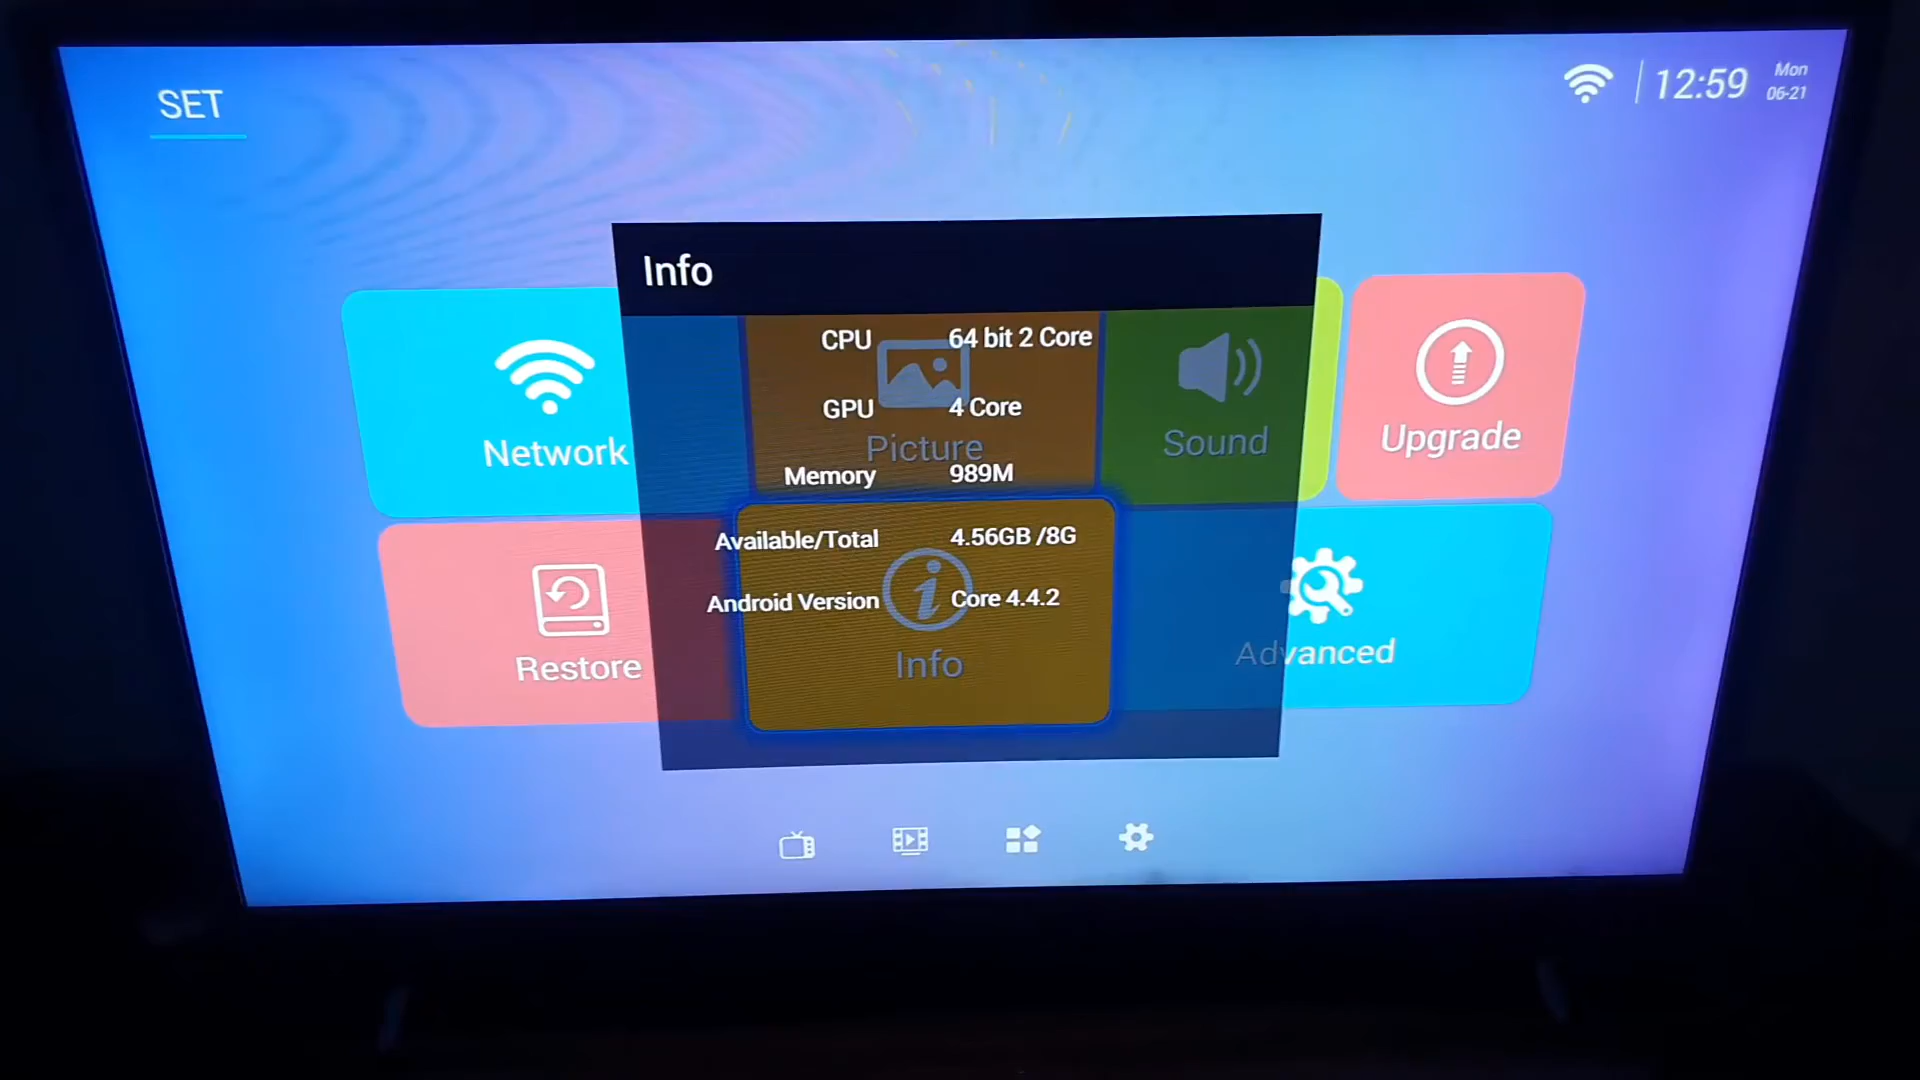 SET
12:59
Mon
06-21
Info
CPU 64 bit 2 Core
GPU 4 Core
Memory 989M
Available/Total 4.56GB /8G
Android Version Core 4.4.2
Network
Picture
Sound
Upgrade
Restore
Info
Advanced